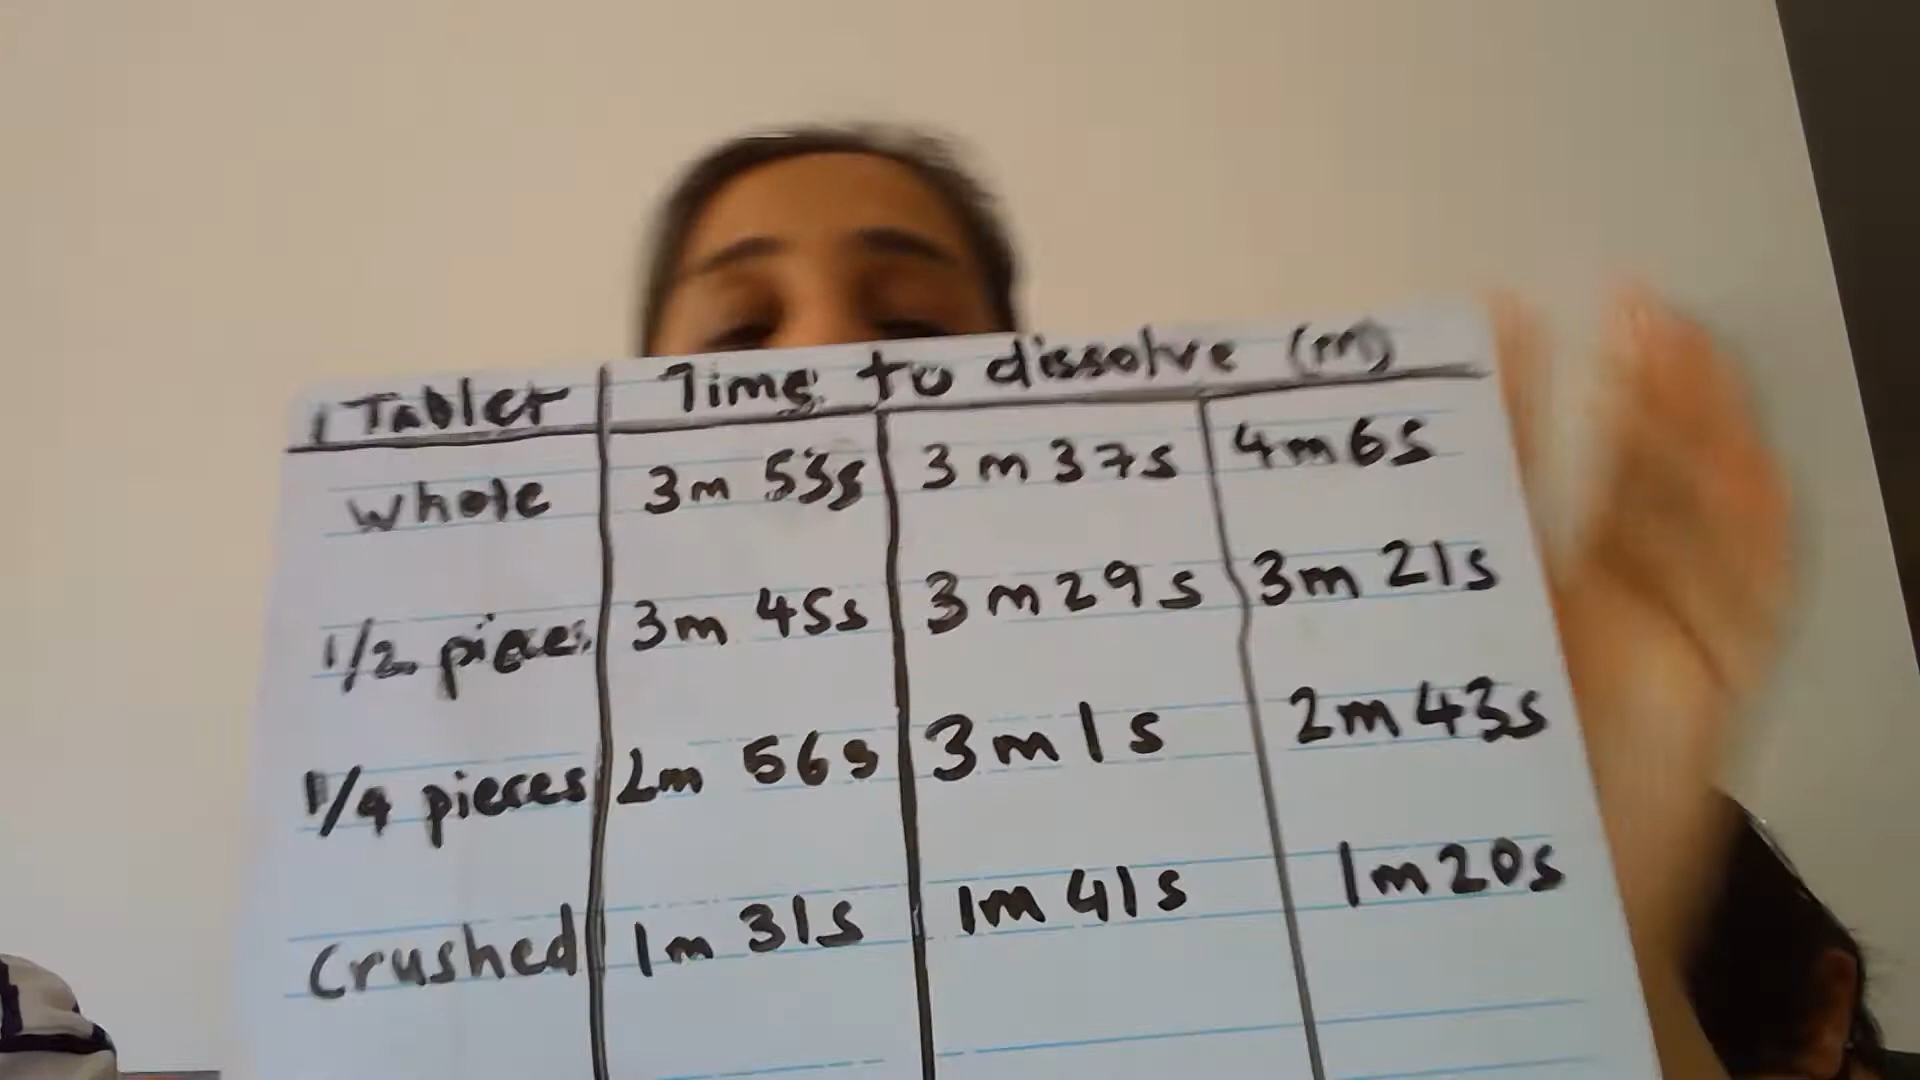 1 Tablet Time to dissolve (m)
Whole 3m 53s 3m 37s 4m 6s
1/2 pieces 3m 45s 3m 29s 3m 21s
1/4 pieces 2m 56s 3m 1s 2m 43s
Crushed 1m 31s 1m 41s 1m 20s